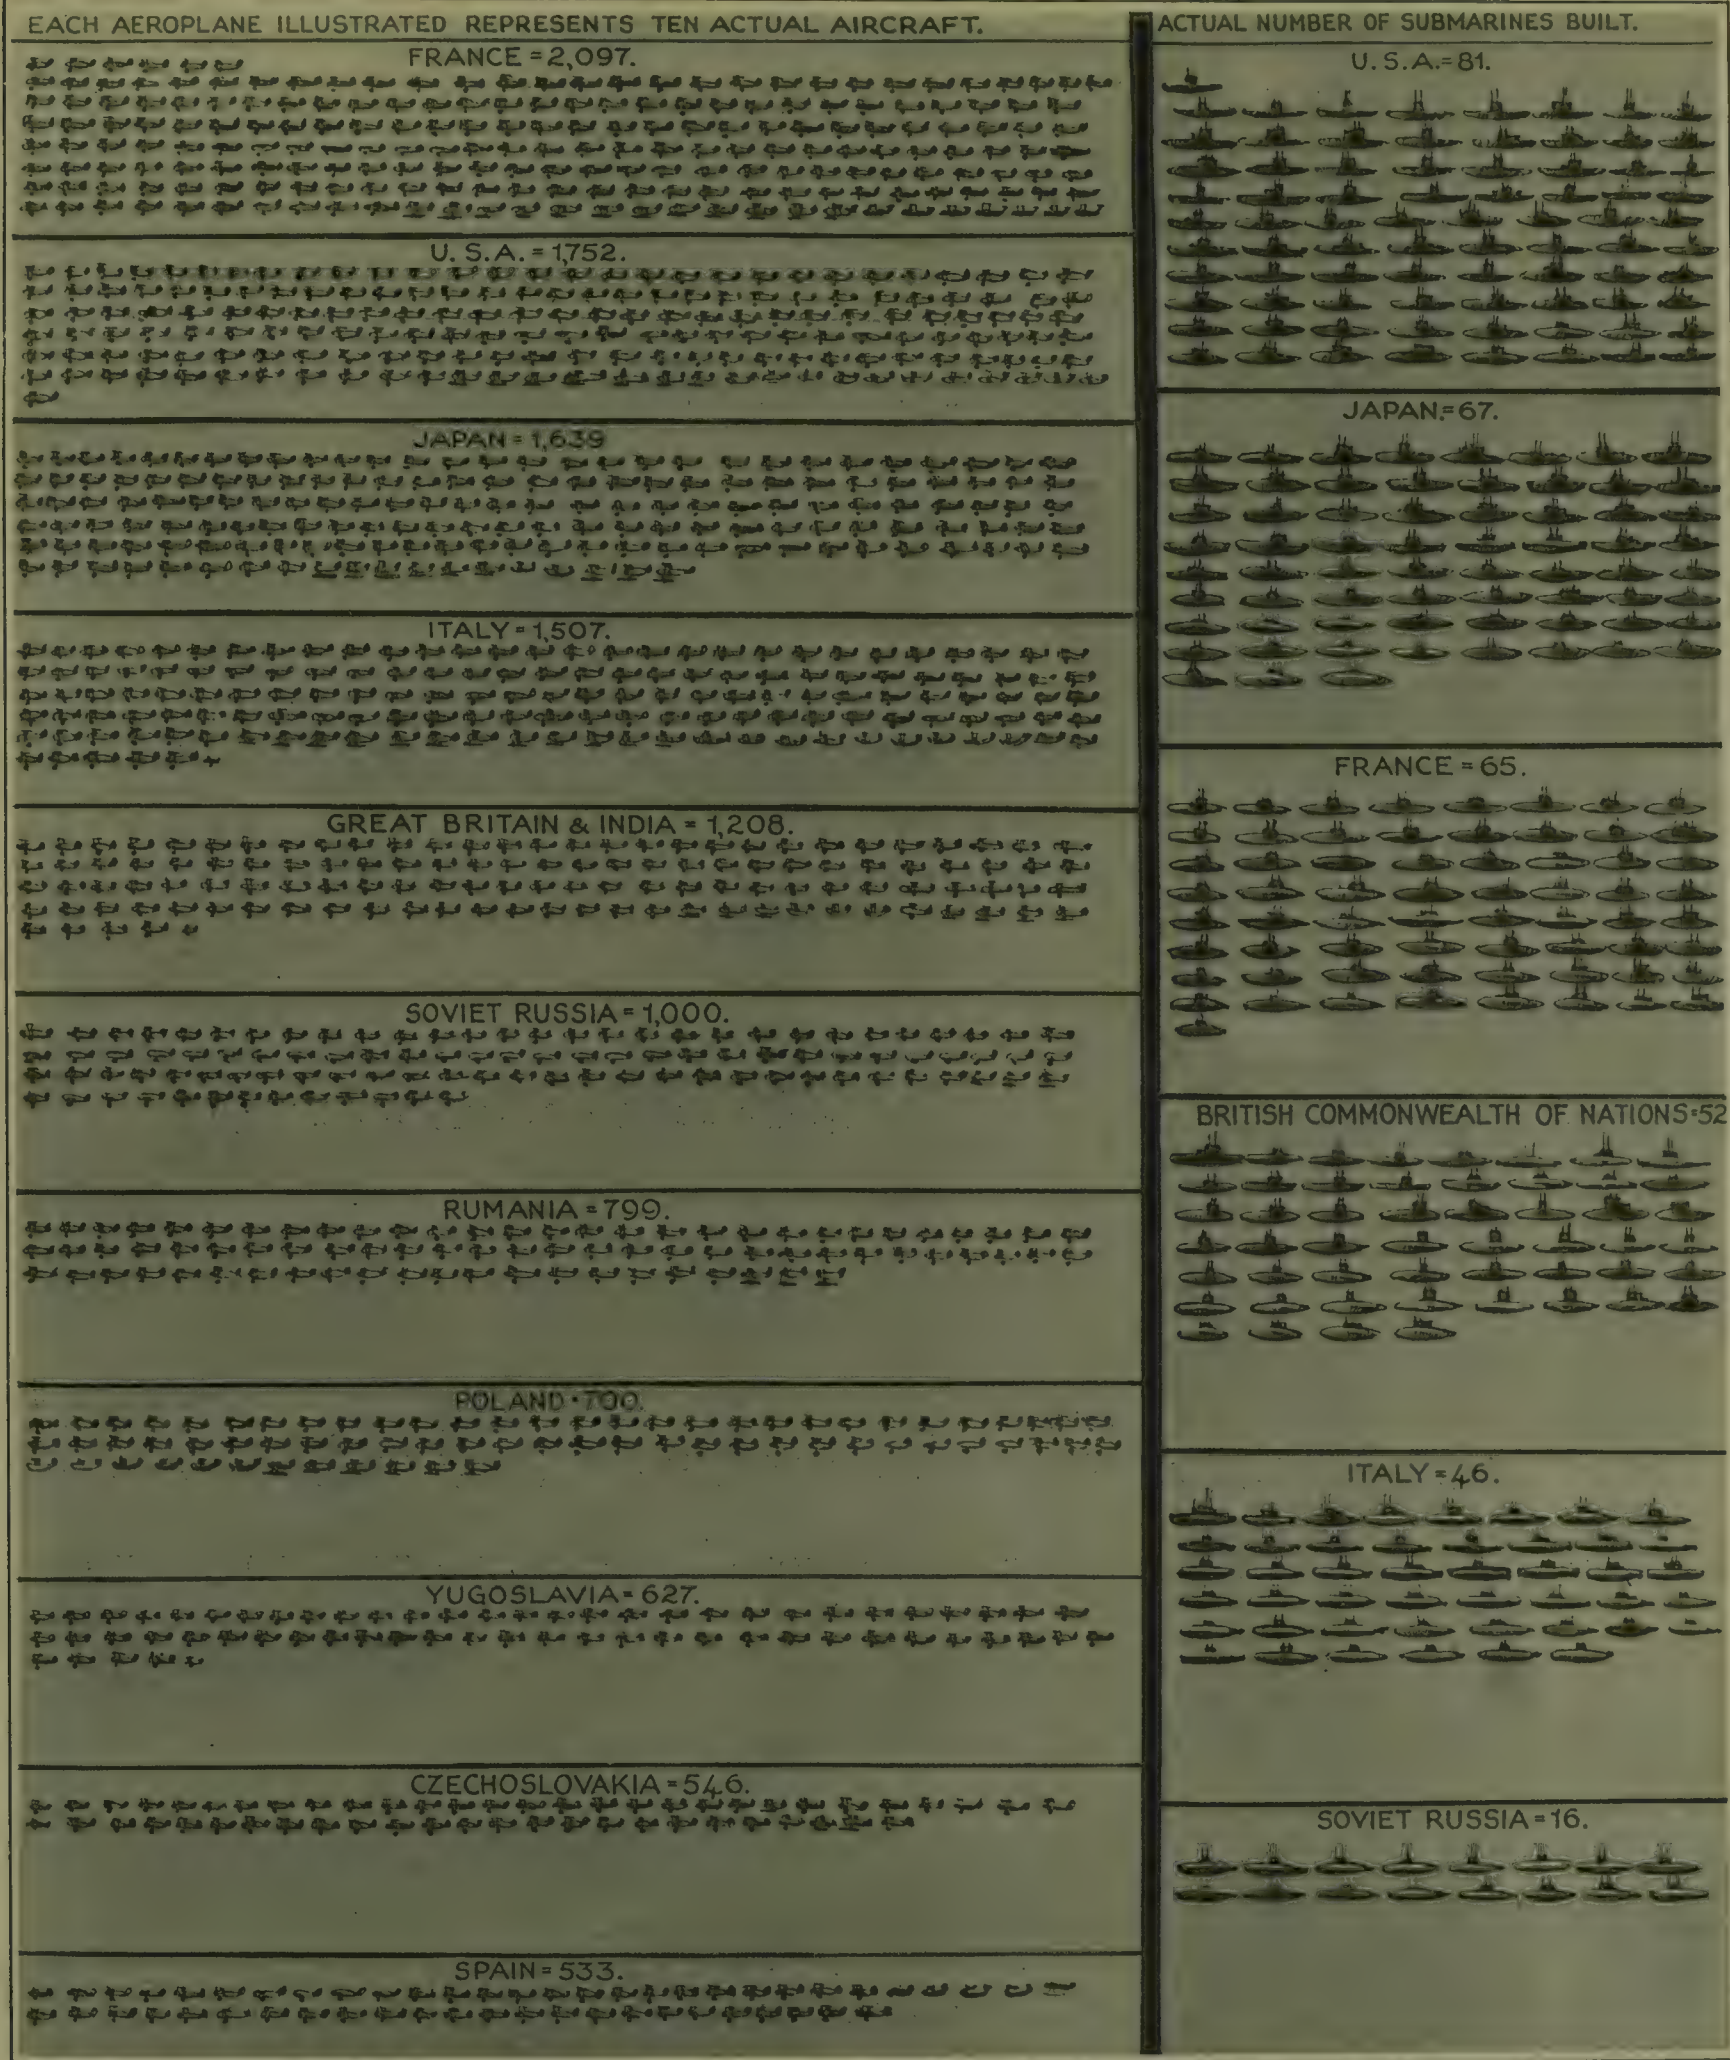 EACH AEROPLANE ILLUSTRATED REPRESENTS TEN ACTUAL AIRCRAFT.
FRANCE = 2,097.
U.S.A. = 1,752.
JAPAN = 1,639
ITALY = 1,507.
GREAT BRITAIN & INDIA = 1,208.
SOVIET RUSSIA = 1,000.
RUMANIA = 799.
POLAND · 700.
YUGOSLAVIA = 627.
CZECHOSLOVAKIA = 546.
SPAIN = 533.
ACTUAL NUMBER OF SUBMARINES BUILT.
U.S.A. = 81.
JAPAN. = 67.
FRANCE = 65.
BRITISH COMMONWEALTH OF NATIONS = 52
ITALY = 46.
SOVIET RUSSIA = 16.